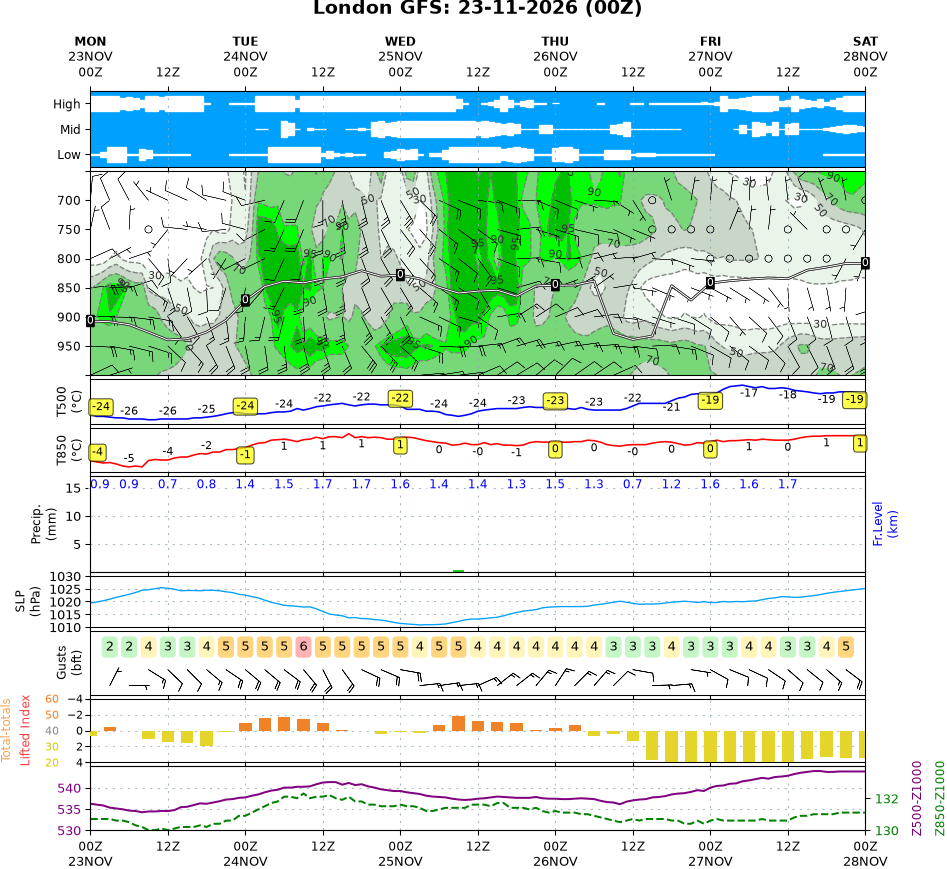 London GFS: 23-11-2026 (00Z)
MON TUE WED THU FRI SAT
23NOV 24NOV 25NOV 26NOV 27NOV 28NOV
00Z 12Z 00Z 12Z 00Z 12Z 00Z 12Z 00Z 12Z 00Z
High
Mid
Low
700
750
800
850
900
950
0 0 0 0 0 0
T500 (°C)
-24 -26 -26 -25 -24 -24 -22 -22 -22 -24 -24 -23 -23 -23 -22 -21 -19 -17 -18 -19 -19
T850 (°C)
-4 -5 -4 -2 -1 1 1 1 1 0 -0 -1 0 0 -0 0 0 1 0 1 1
0.9 0.9 0.7 0.8 1.4 1.5 1.7 1.7 1.6 1.4 1.4 1.3 1.5 1.3 0.7 1.2 1.6 1.6 1.7
Precip. (mm)
15
10
5
Fr.Level (km)
SLP (hPa)
1030
1025
1020
1015
1010
Gusts (bft)
2 2 4 3 3 4 5 5 5 5 6 5 5 5 5 5 4 5 5 4 4 4 4 4 4 4 3 3 3 4 3 3 3 4 4 3 3 4 5
Total-totals
Lifted Index
60 −4
50 −2
40 0
30 2
20 4
540
535
530
132
130
Z500-Z1000
Z850-Z1000
00Z 12Z 00Z 12Z 00Z 12Z 00Z 12Z 00Z 12Z 00Z
23NOV 24NOV 25NOV 26NOV 27NOV 28NOV